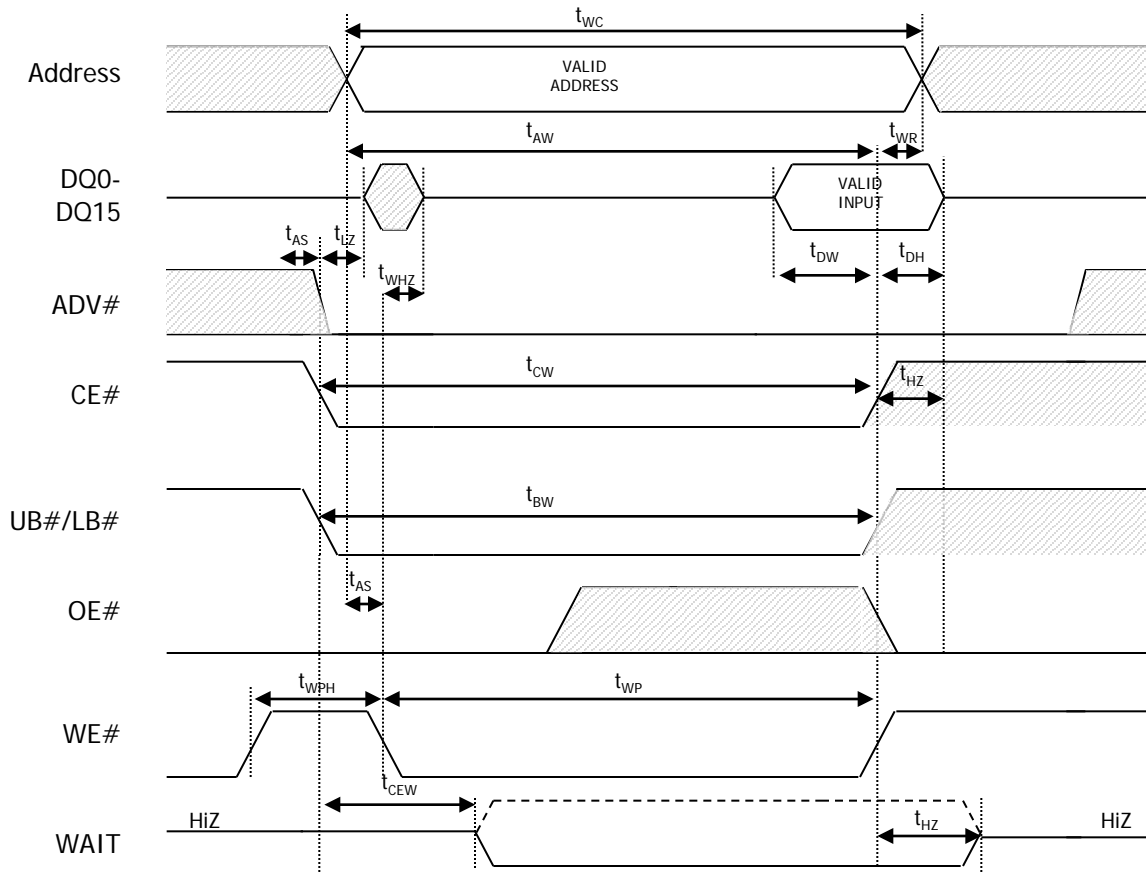 tWC
Address
VALID
ADDRESS
tAW
tWR
DQ0-
DQ15
VALID
INPUT
tAS
tLZ
tDW
tDH
tWHZ
ADV#
tCW
tHZ
CE#
tBW
UB#/LB#
tAS
OE#
tWPH
tWP
WE#
tCEW
HiZ
tHZ
HiZ
WAIT